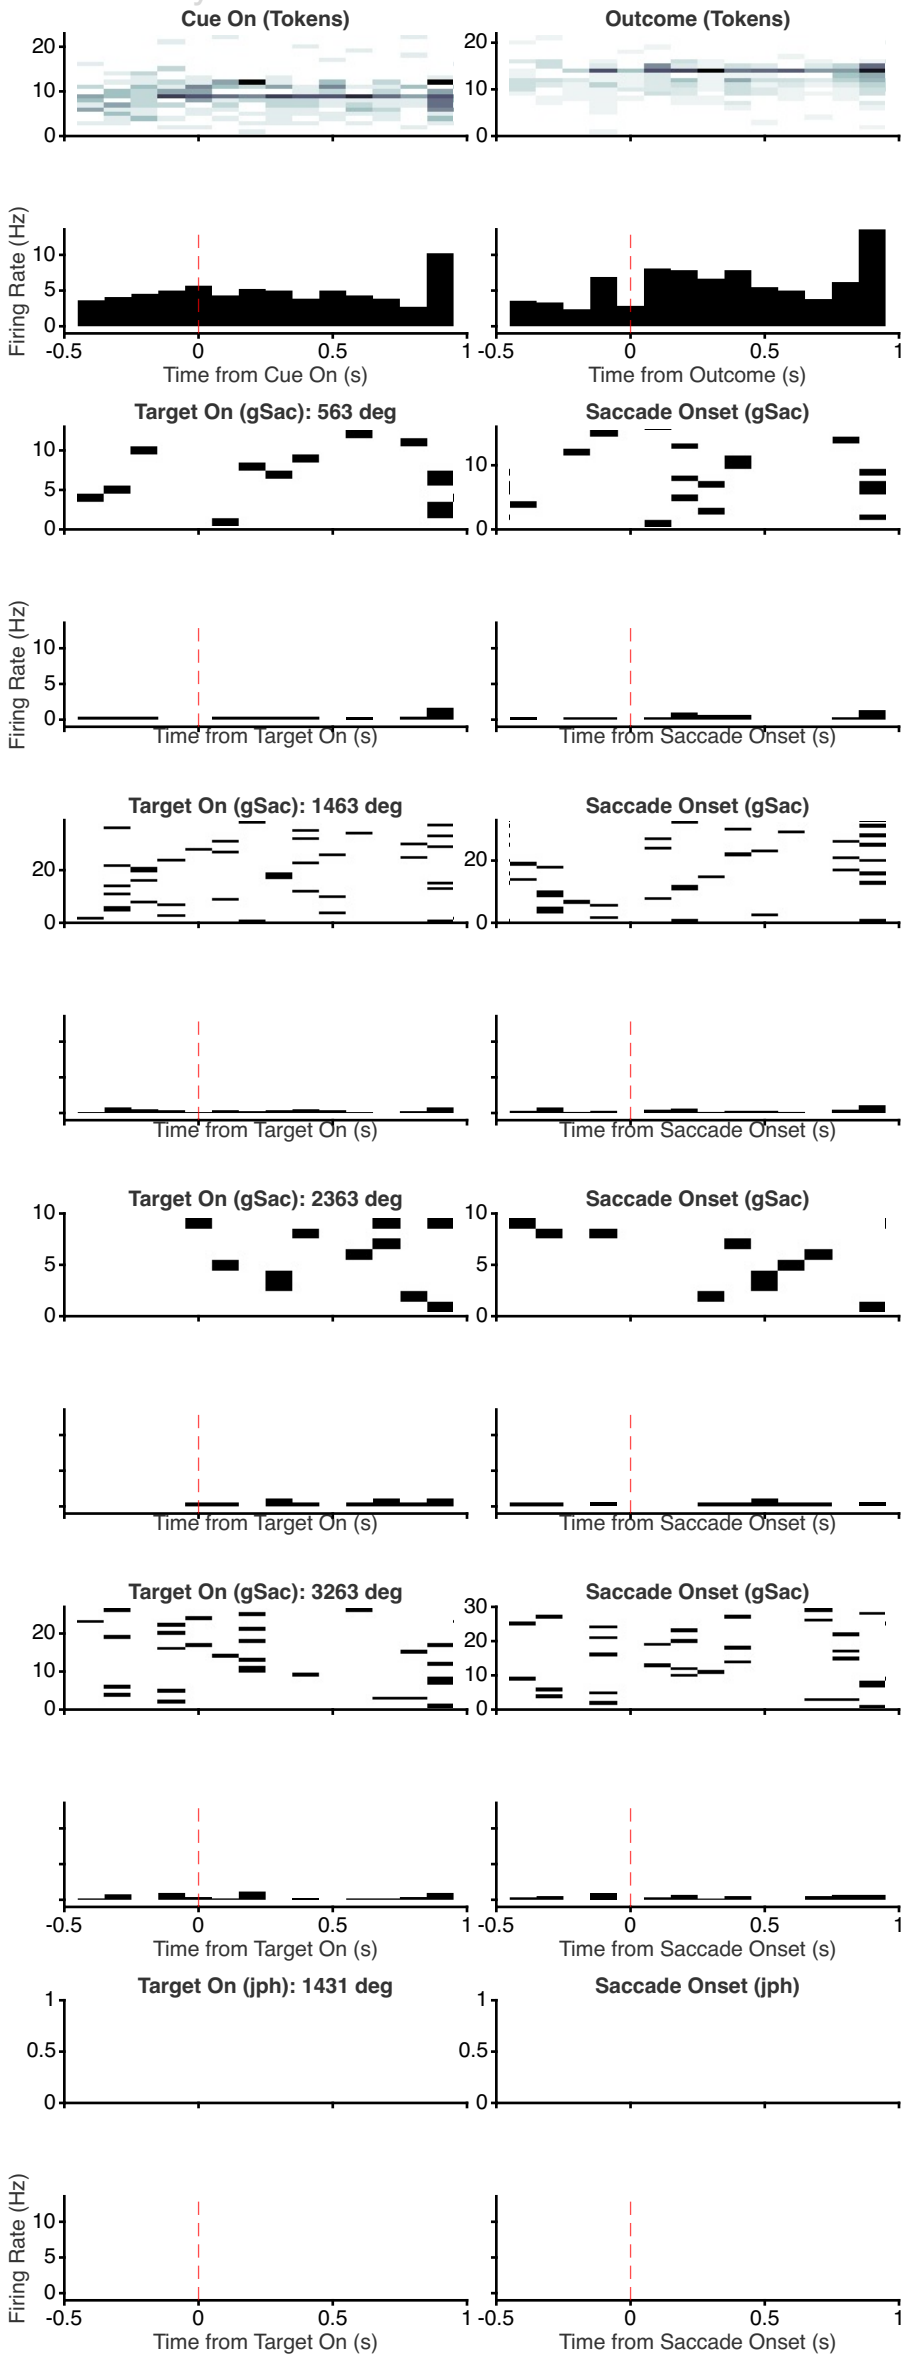 Cue On (Tokens) Outcome (Tokens)
20 20
10 10
0 0
Firing Rate (Hz)
10
5
0
-0.5 0 0.5 1 -0.5 0 0.5 1
Time from Cue On (s) Time from Outcome (s)
Target On (gSac): 563 deg Saccade Onset (gSac)
10 10
5
0 0
Firing Rate (Hz)
10
5
0
Time from Target On (s) Time from Saccade Onset (s)
Target On (gSac): 1463 deg Saccade Onset (gSac)
20 20
0 0
Time from Target On (s) Time from Saccade Onset (s)
Target On (gSac): 2363 deg Saccade Onset (gSac)
10 10
5 5
0 0
Time from Target On (s) Time from Saccade Onset (s)
Target On (gSac): 3263 deg Saccade Onset (gSac)
30
20 20
10 10
0 0
-0.5 0 0.5 1 -0.5 0 0.5 1
Time from Target On (s) Time from Saccade Onset (s)
Target On (jph): 1431 deg Saccade Onset (jph)
1 1
0.5 0.5
0 0
Firing Rate (Hz)
10
5
0
-0.5 0 0.5 1 -0.5 0 0.5 1
Time from Target On (s) Time from Saccade Onset (s)